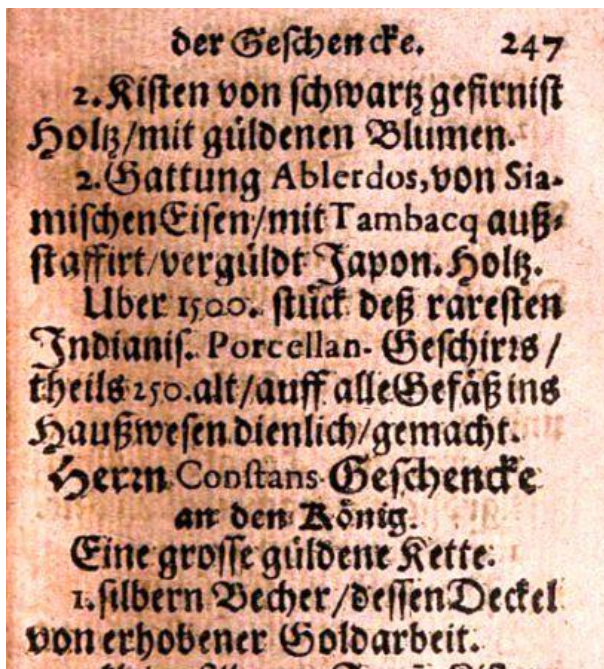 der Geſchencke. 247
2. Kiſten von ſchwartz gefirniſt
Holtz/mit güldenen Blumen.
2. Gattung Ablerdos, von Sia-
miſchen Eiſen/mit Tambacq auß-
ſtaffirt/vergüldt Japon. Holtz.
Uber 1500. ſtück deß rareſten
Indianiſ. Porcellan- Geſchirꝛs /
theils 250. alt/auff alle Gefäß ins
Haußweſen dienlich/gemacht.
Herꝛn Conſtans Geſchencke
an den König.
Eine groſſe güldene Kette.
1. ſilbern Becher/deſſen Deckel
von erhobener Goldarbeit.